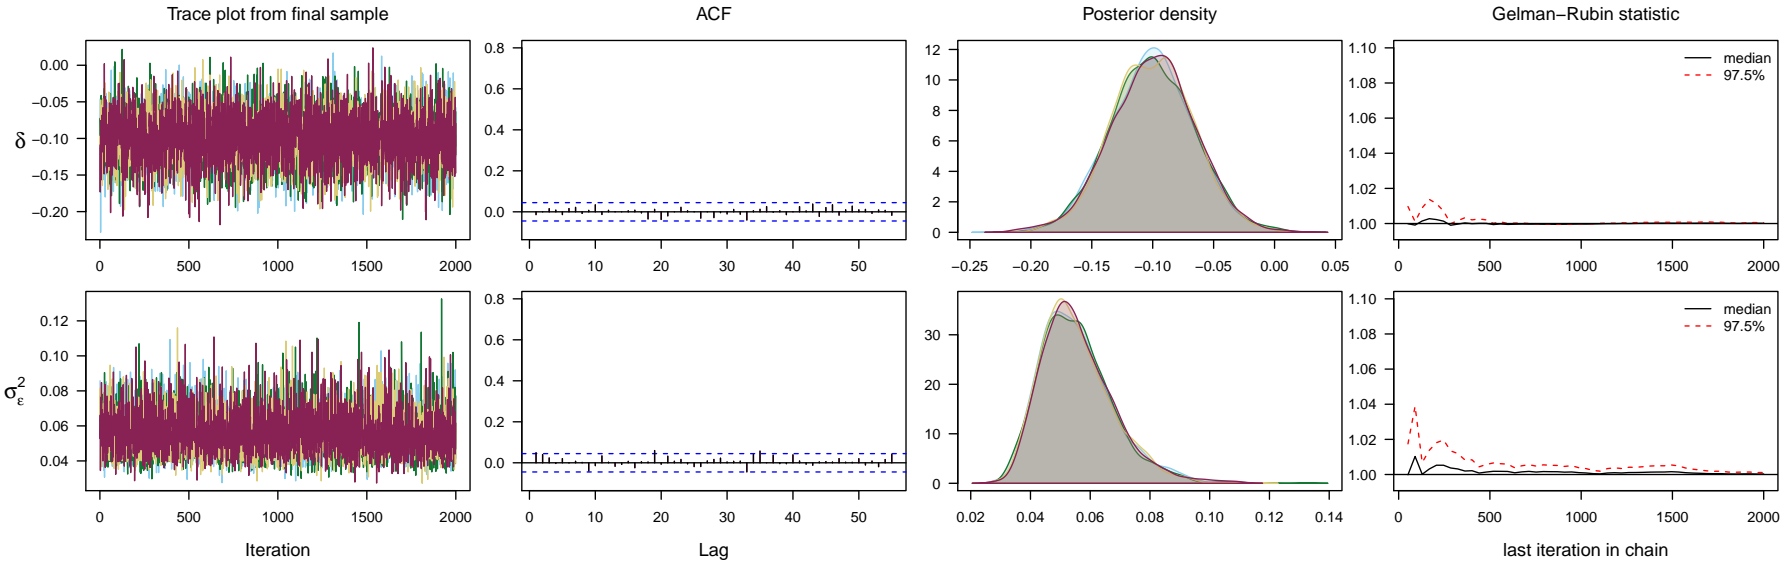 Trace plot from final sample
ACF
Posterior density
Gelman−Rubin statistic
δ
0.00
−0.05
−0.10
−0.15
−0.20
0 500 1000 1500 2000
0.8
0.6
0.4
0.2
0.0
0 10 20 30 40 50
12
10
8
6
4
2
0
−0.25 −0.20 −0.15 −0.10 −0.05 0.00 0.05
1.10
1.08
1.06
1.04
1.02
1.00
median
97.5%
0 500 1000 1500 2000
σ²ε
0.12
0.10
0.08
0.06
0.04
0 500 1000 1500 2000
Iteration
0.8
0.6
0.4
0.2
0.0
0 10 20 30 40 50
Lag
30
20
10
0
0.02 0.04 0.06 0.08 0.10 0.12 0.14
1.10
1.08
1.06
1.04
1.02
1.00
median
97.5%
0 500 1000 1500 2000
last iteration in chain